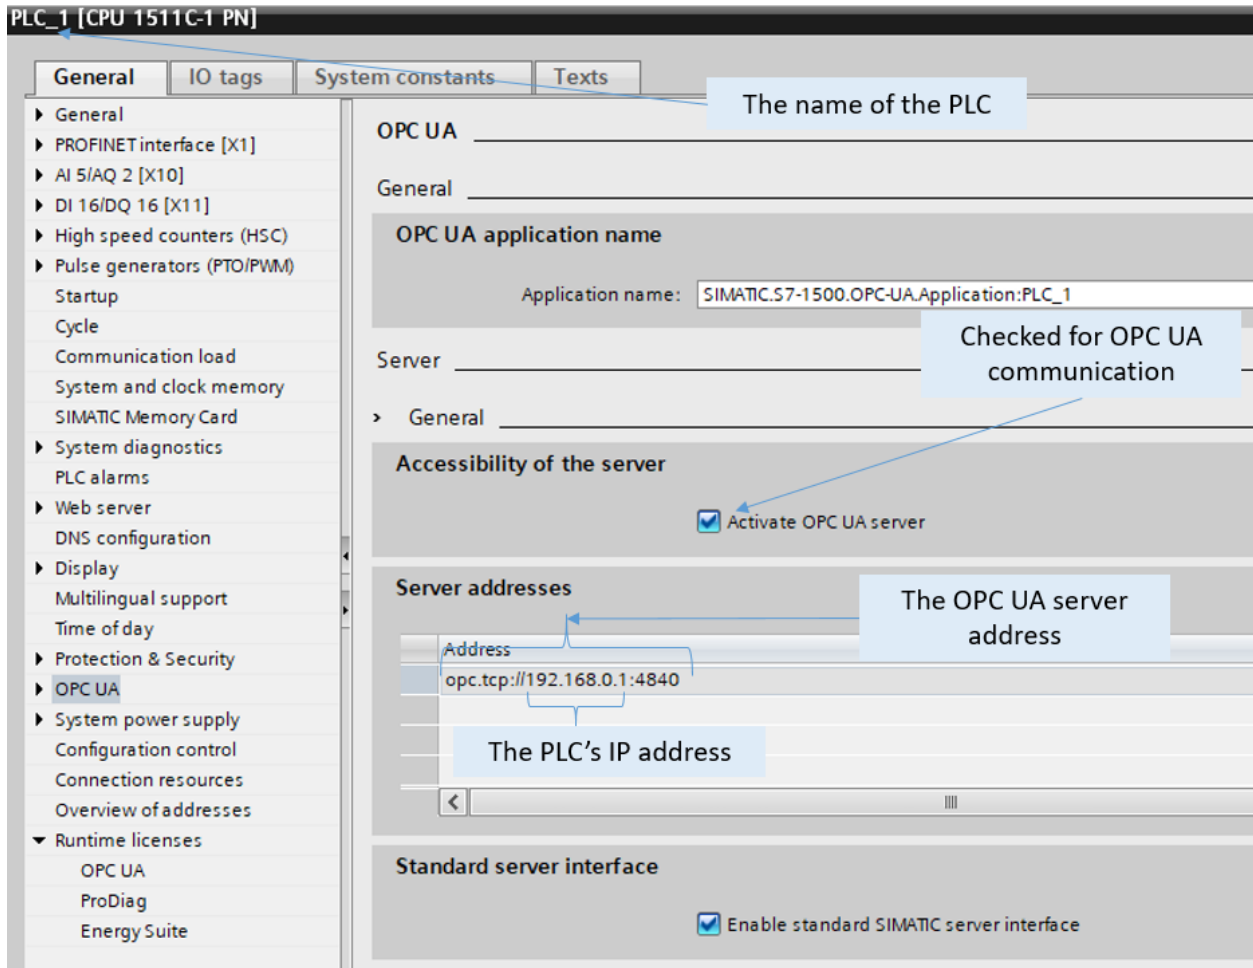 PLC_1 [CPU 1511C-1 PN]
General
IO tags
System constants
Texts
The name of the PLC
General
PROFINET interface [X1]
AI 5/AQ 2 [X10]
DI 16/DQ 16 [X11]
High speed counters (HSC)
Pulse generators (PTO/PWM)
Startup
Cycle
Communication load
System and clock memory
SIMATIC Memory Card
System diagnostics
PLC alarms
Web server
DNS configuration
Display
Multilingual support
Time of day
Protection & Security
OPC UA
System power supply
Configuration control
Connection resources
Overview of addresses
Runtime licenses
OPC UA
ProDiag
Energy Suite
OPC UA
General
OPC UA application name
Application name: SIMATIC.S7-1500.OPC-UA.Application:PLC_1
Checked for OPC UA
communication
Server
General
Accessibility of the server
Activate OPC UA server
Server addresses
The OPC UA server
address
Address
opc.tcp://192.168.0.1:4840
The PLC’s IP address
Standard server interface
Enable standard SIMATIC server interface